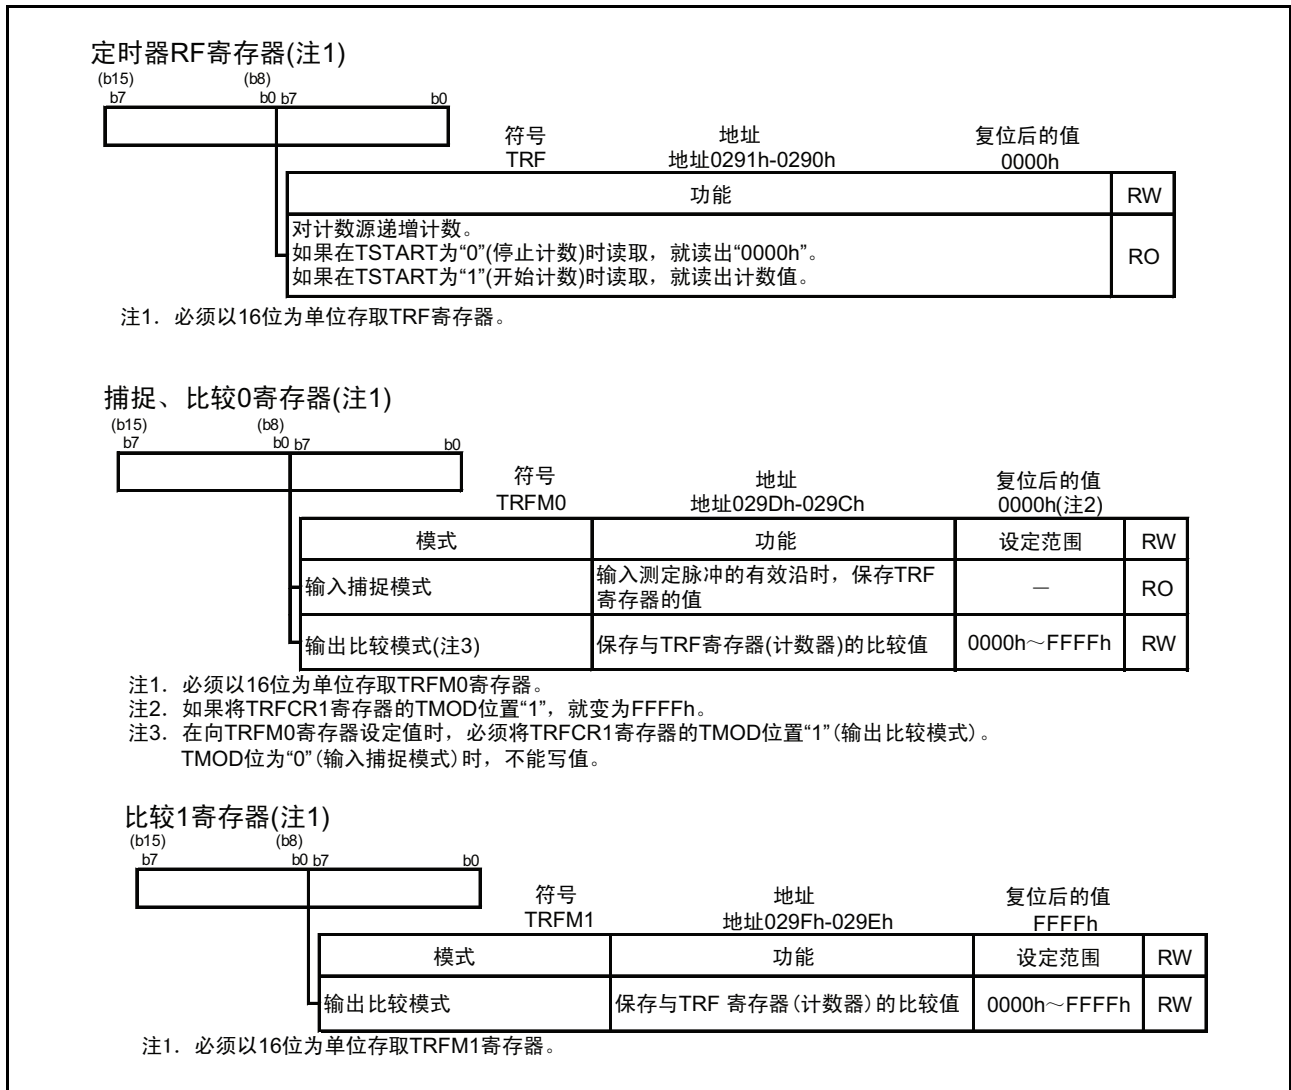 定时器RF寄存器(注1)
(b15) (b8)
b7 b0 b7 b0
符号 地址 复位后的值
TRF 地址0291h-0290h 0000h
功能 RW
对计数源递增计数。
如果在TSTART为“0”(停止计数)时读取，就读出“0000h”。
如果在TSTART为“1”(开始计数)时读取，就读出计数值。
RO
注1. 必须以16位为单位存取TRF寄存器。
捕捉、比较0寄存器(注1)
(b15) (b8)
b7 b0 b7 b0
符号 地址 复位后的值
TRFM0 地址029Dh-029Ch 0000h(注2)
模式 功能 设定范围 RW
输入捕捉模式 输入测定脉冲的有效沿时，保存TRF － RO
寄存器的值
输出比较模式(注3) 保存与TRF寄存器(计数器)的比较值 0000h～FFFFh RW
注1. 必须以16位为单位存取TRFM0寄存器。
注2. 如果将TRFCR1寄存器的TMOD位置“1”，就变为FFFFh。
注3. 在向TRFM0寄存器设定值时，必须将TRFCR1寄存器的TMOD位置“1”(输出比较模式)。
TMOD位为“0”(输入捕捉模式)时，不能写值。
比较1寄存器(注1)
(b15) (b8)
b7 b0 b7 b0
符号 地址 复位后的值
TRFM1 地址029Fh-029Eh FFFFh
模式 功能 设定范围 RW
输出比较模式 保存与TRF 寄存器(计数器)的比较值 0000h～FFFFh RW
注1. 必须以16位为单位存取TRFM1寄存器。